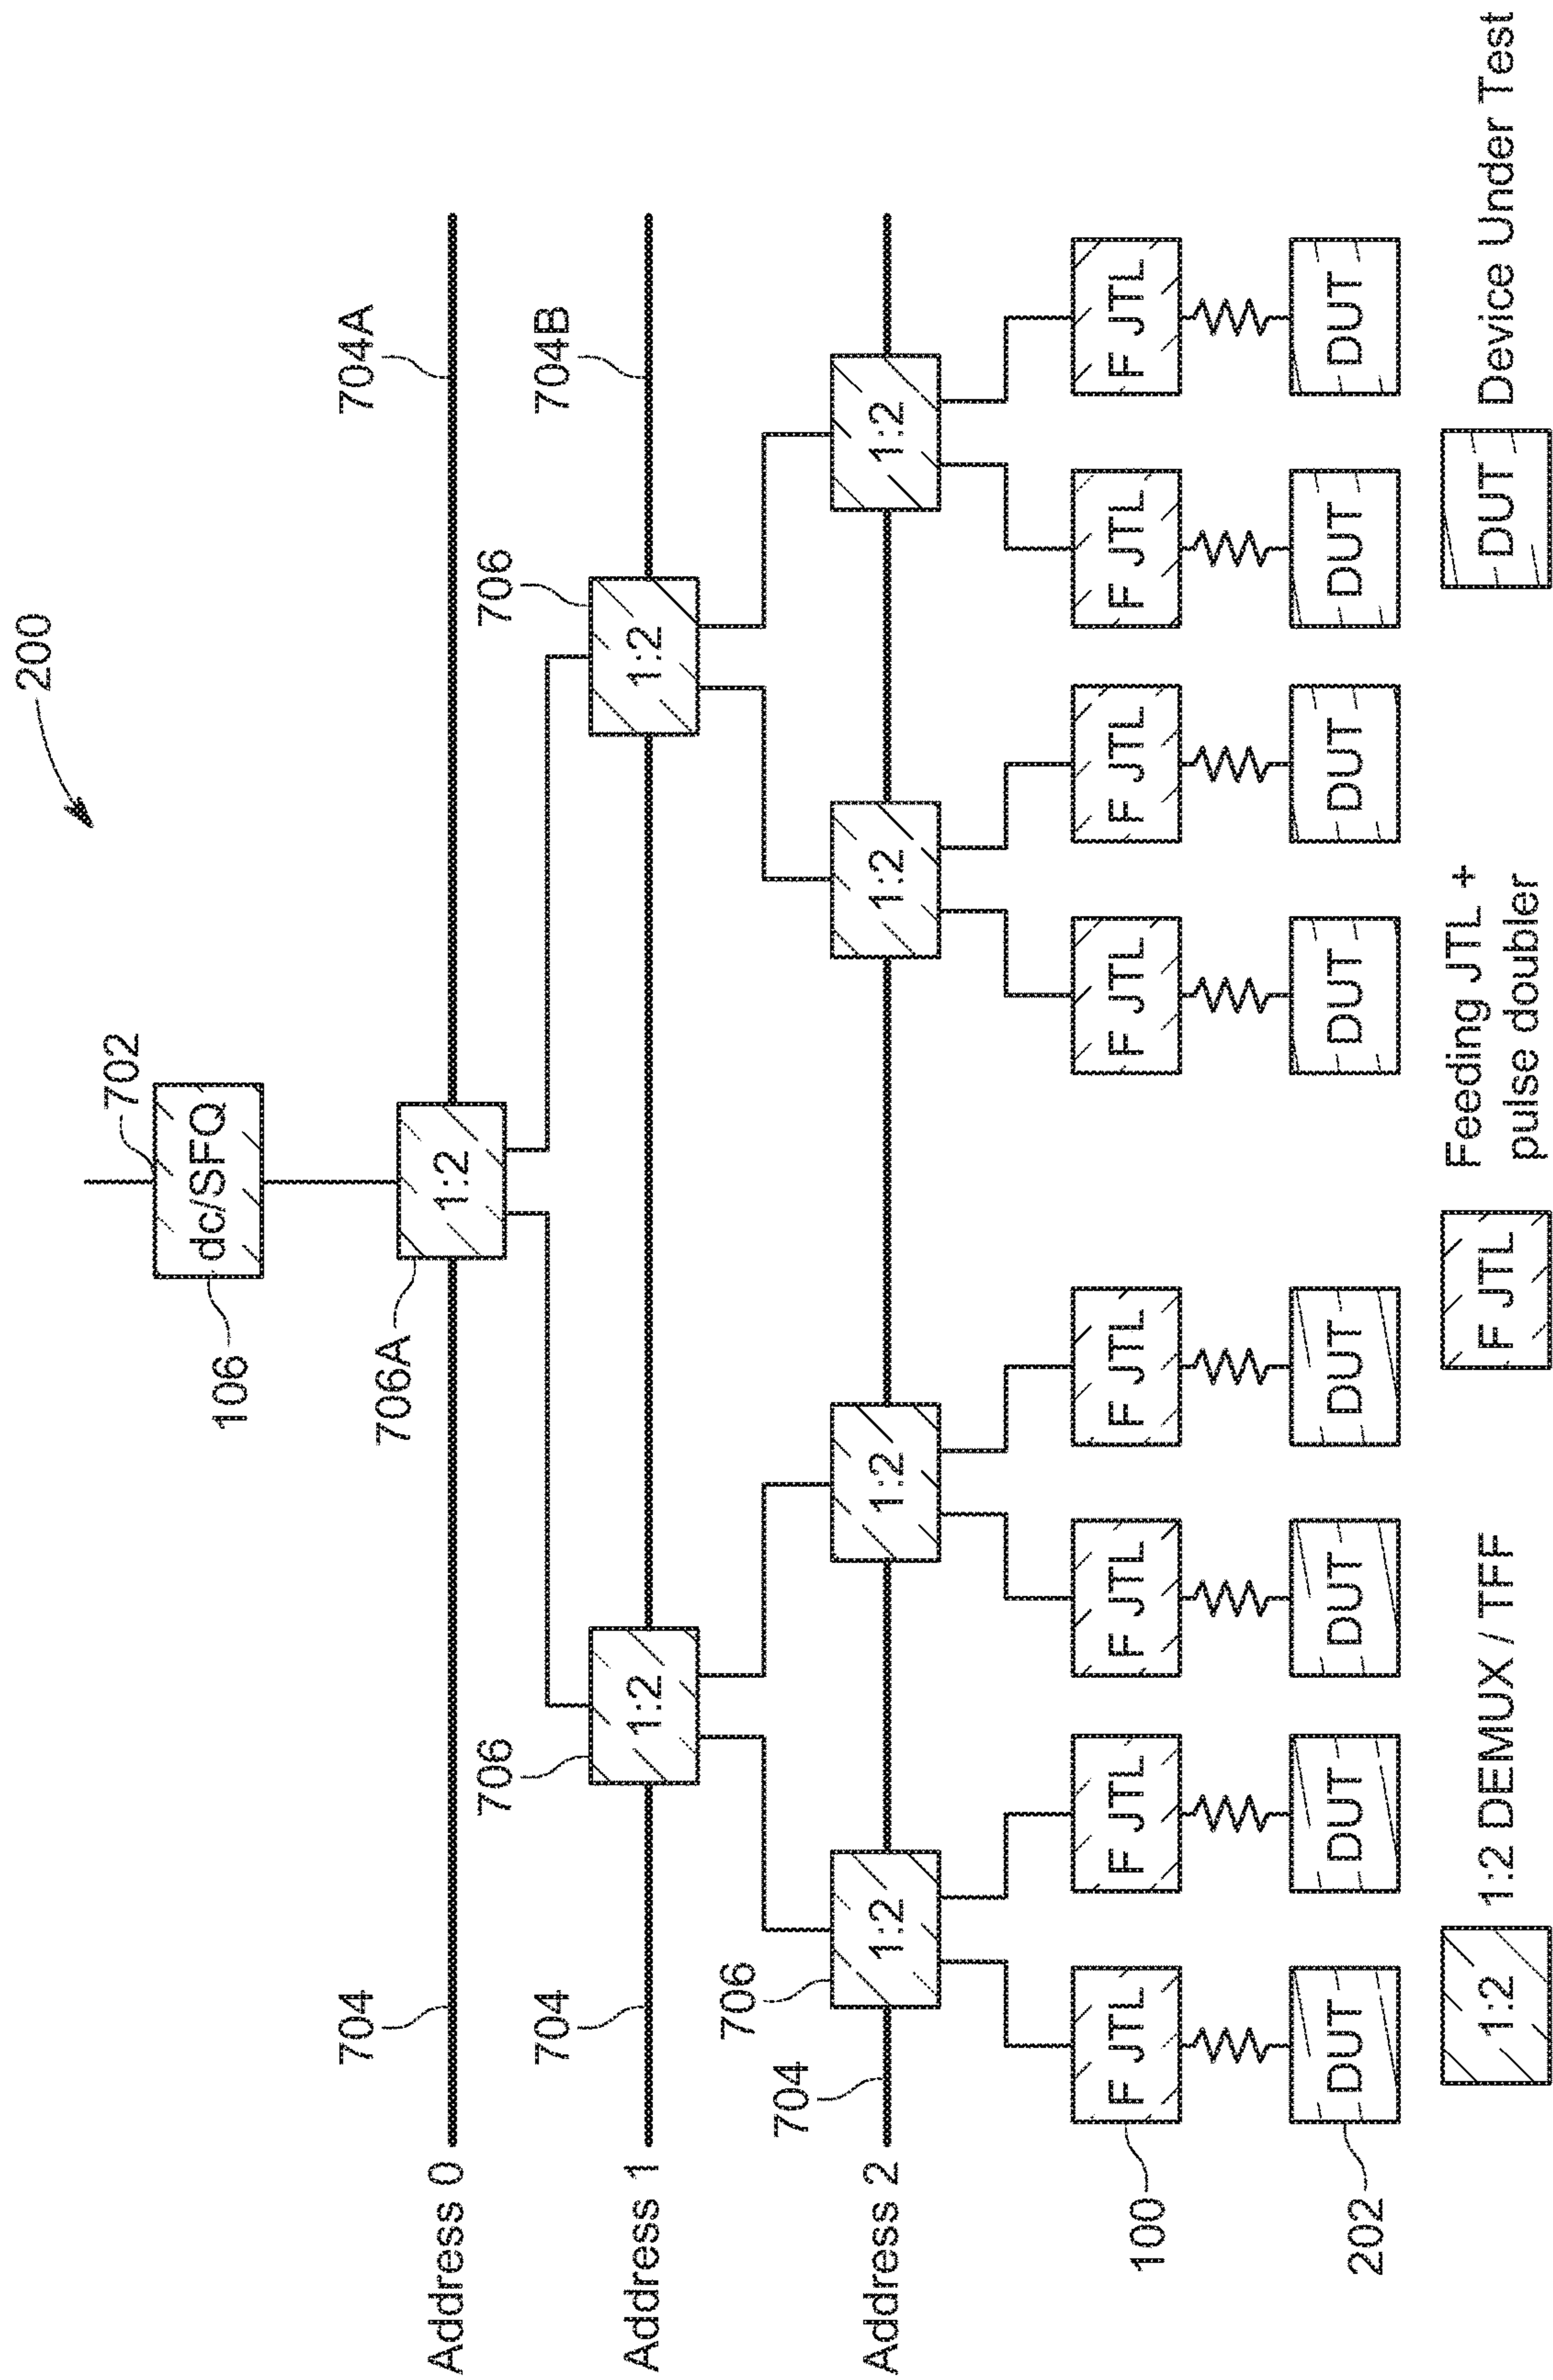 200
702
dc/SFQ
106
704
704A
Address 0
706A
1:2
706
706
704
704B
Address 1
1:2
1:2
706
704
Address 2
1:2
1:2
1:2
1:2
100
F JTL
F JTL
F JTL
F JTL
F JTL
F JTL
F JTL
F JTL
202
DUT
DUT
DUT
DUT
DUT
DUT
DUT
DUT
1:2
1:2 DEMUX / TFF
F JTL
Feeding JTL +
pulse doubler
DUT
Device Under Test